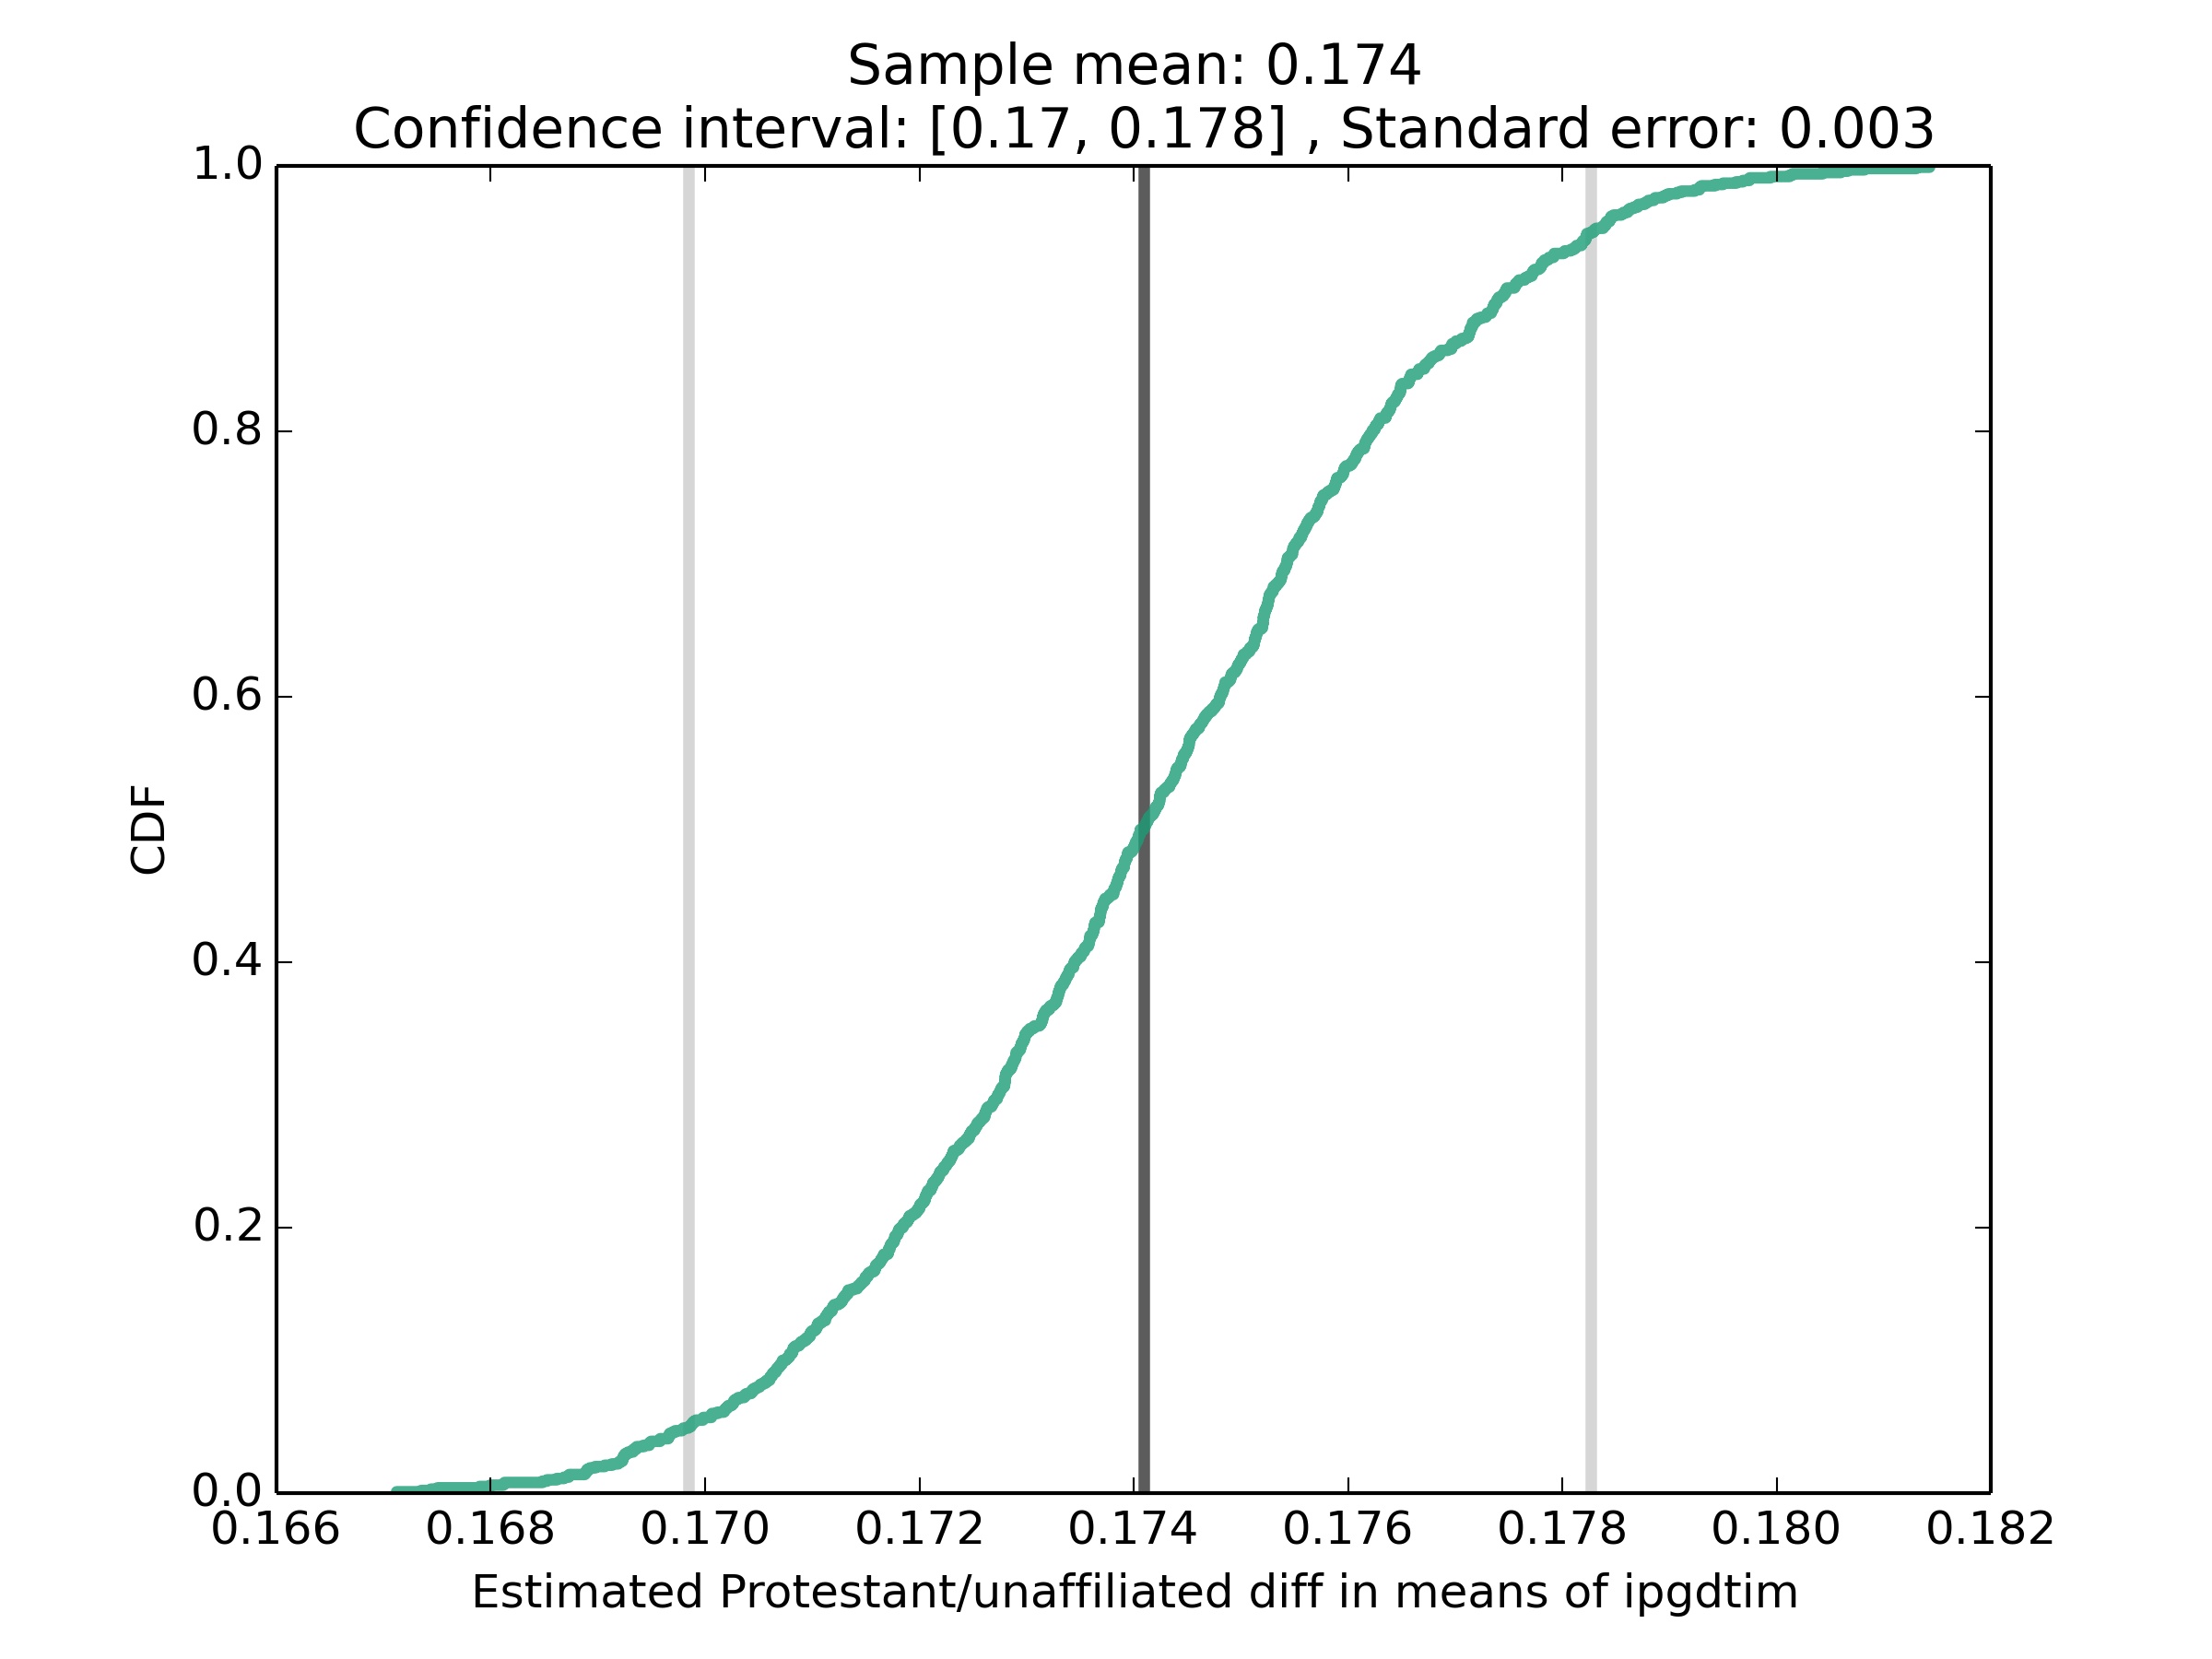 Sample mean: 0.174
Confidence interval: [0.17, 0.178] , Standard error: 0.003
1.0
0.8
0.6
0.4
0.2
0.0
CDF
0.166 0.168 0.170 0.172 0.174 0.176 0.178 0.180 0.182
Estimated Protestant/unaffiliated diff in means of ipgdtim